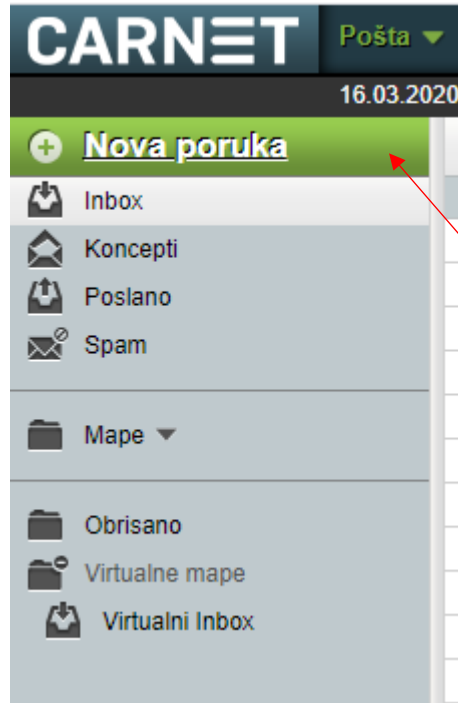 CARNET Pošta
16.03.2020
Nova poruka
Inbox
Koncepti
Poslano
Spam
Mape
Obrisano
Virtualne mape
Virtualni Inbox